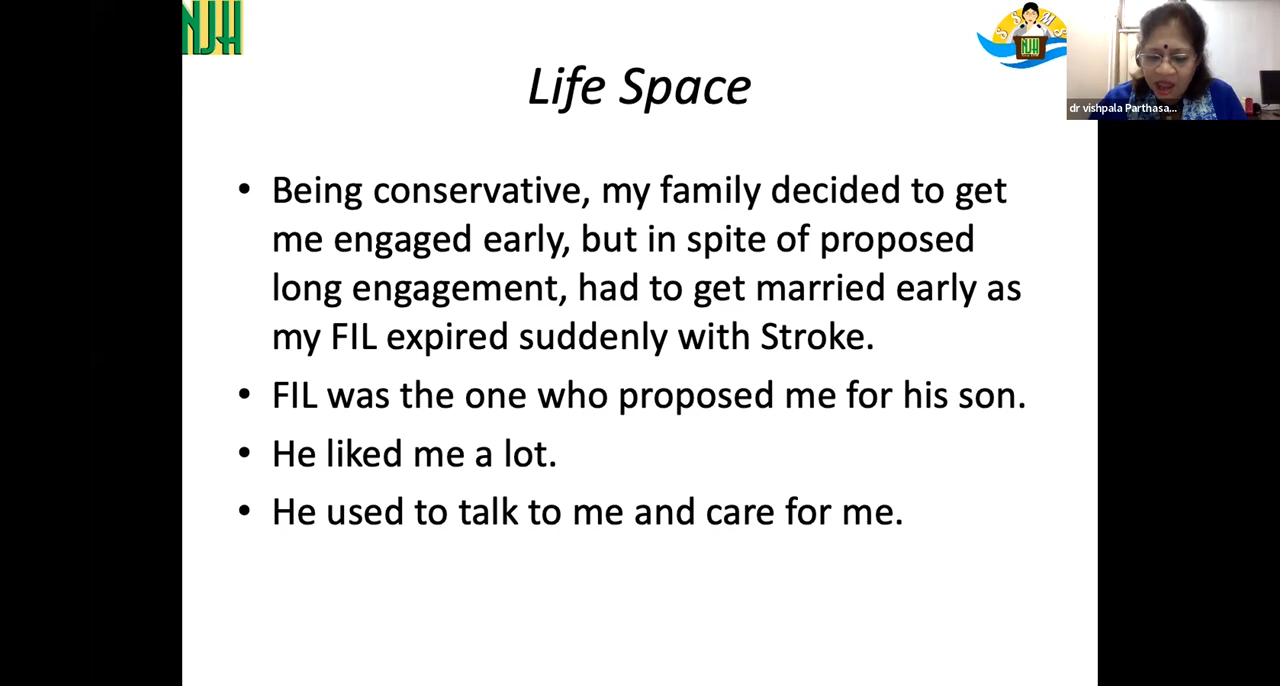 NJH
SSMS
NJH
dr vishpala Parthasa...
Life Space
• Being conservative, my family decided to get
me engaged early, but in spite of proposed
long engagement, had to get married early as
my FIL expired suddenly with Stroke.
• FIL was the one who proposed me for his son.
• He liked me a lot.
• He used to talk to me and care for me.